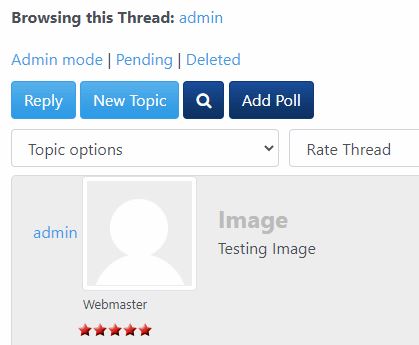 Browsing this Thread: admin
Admin mode | Pending | Deleted
Reply New Topic Add Poll
Topic options Rate Thread
admin
Image
Testing Image
Webmaster